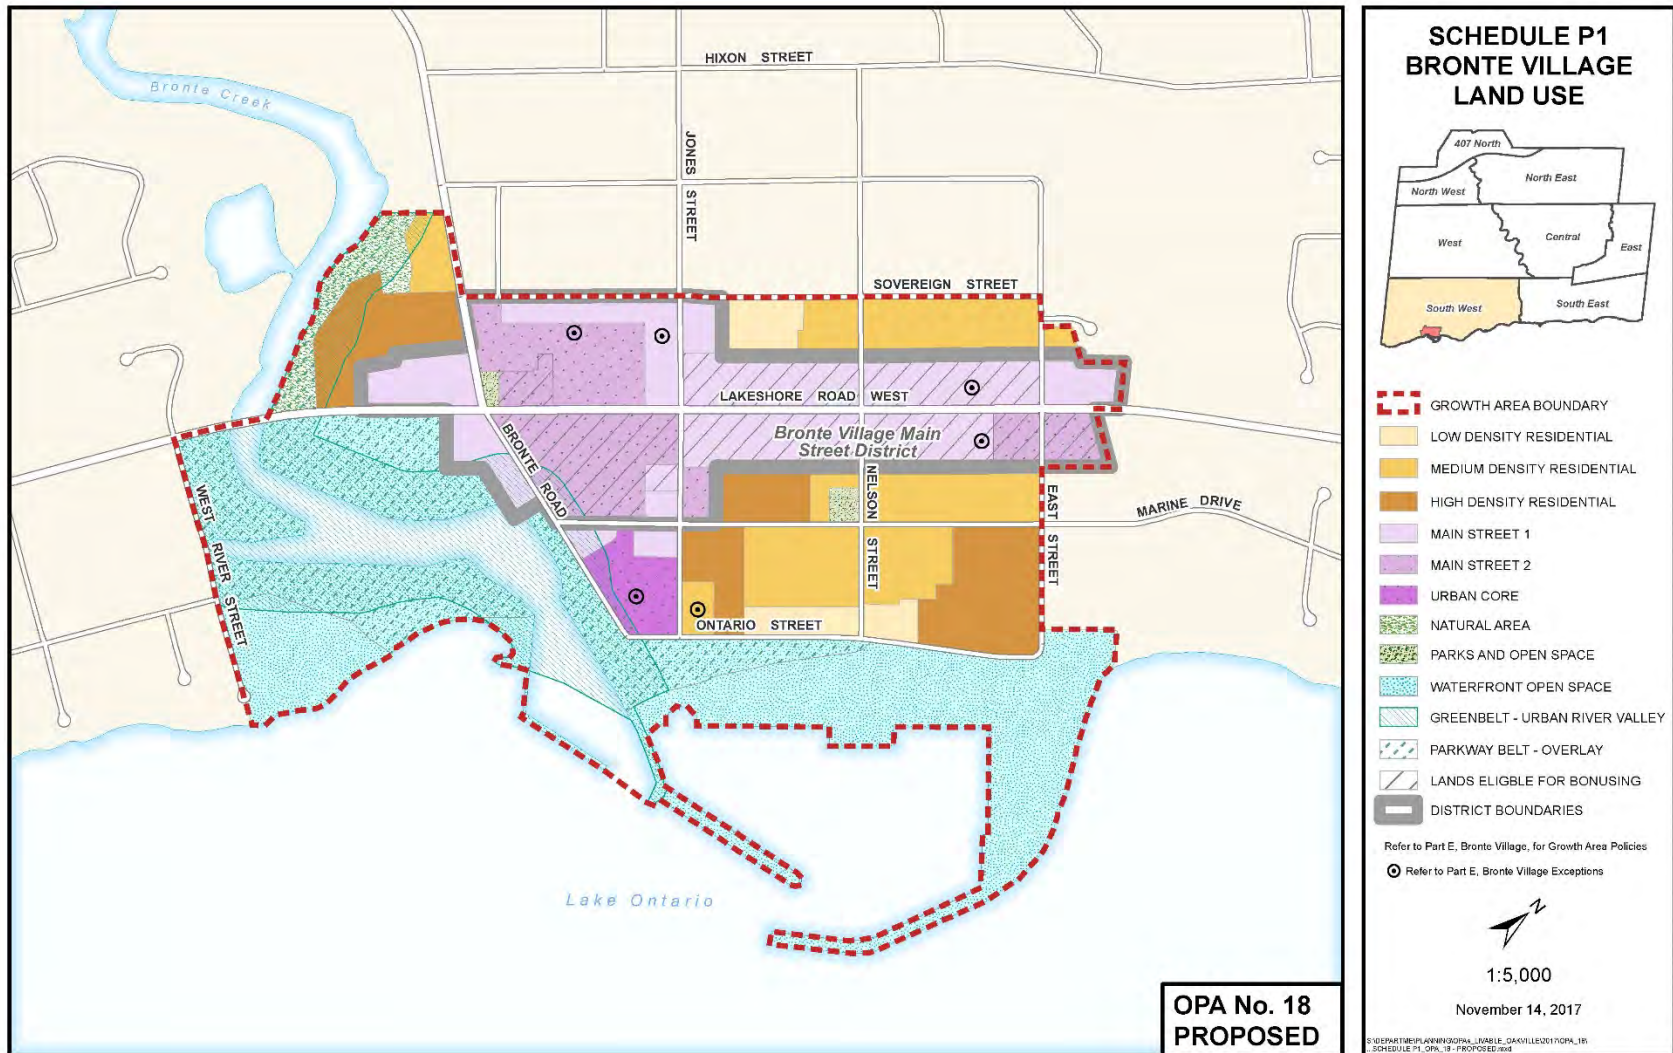 HIXON STREET
Bronte Creek
JONES
STREET
SOVEREIGN STREET
LAKESHORE ROAD WEST
Bronte Village Main
Street District
BRONTE ROAD
NELSON
STREET
EAST
STREET
MARINE DRIVE
WEST RIVER STREET
ONTARIO STREET
Lake Ontario
OPA No. 18
PROPOSED
SCHEDULE P1
BRONTE VILLAGE
LAND USE
407 North
North West
North East
West
Central
East
South West
South East
GROWTH AREA BOUNDARY
LOW DENSITY RESIDENTIAL
MEDIUM DENSITY RESIDENTIAL
HIGH DENSITY RESIDENTIAL
MAIN STREET 1
MAIN STREET 2
URBAN CORE
NATURAL AREA
PARKS AND OPEN SPACE
WATERFRONT OPEN SPACE
GREENBELT - URBAN RIVER VALLEY
PARKWAY BELT - OVERLAY
LANDS ELIGBLE FOR BONUSING
DISTRICT BOUNDARIES
Refer to Part E, Bronte Village, for Growth Area Policies
Refer to Part E, Bronte Village Exceptions
N
1:5,000
November 14, 2017
SCHEDULE P1_OPA_18 - PROPOSED.mxd